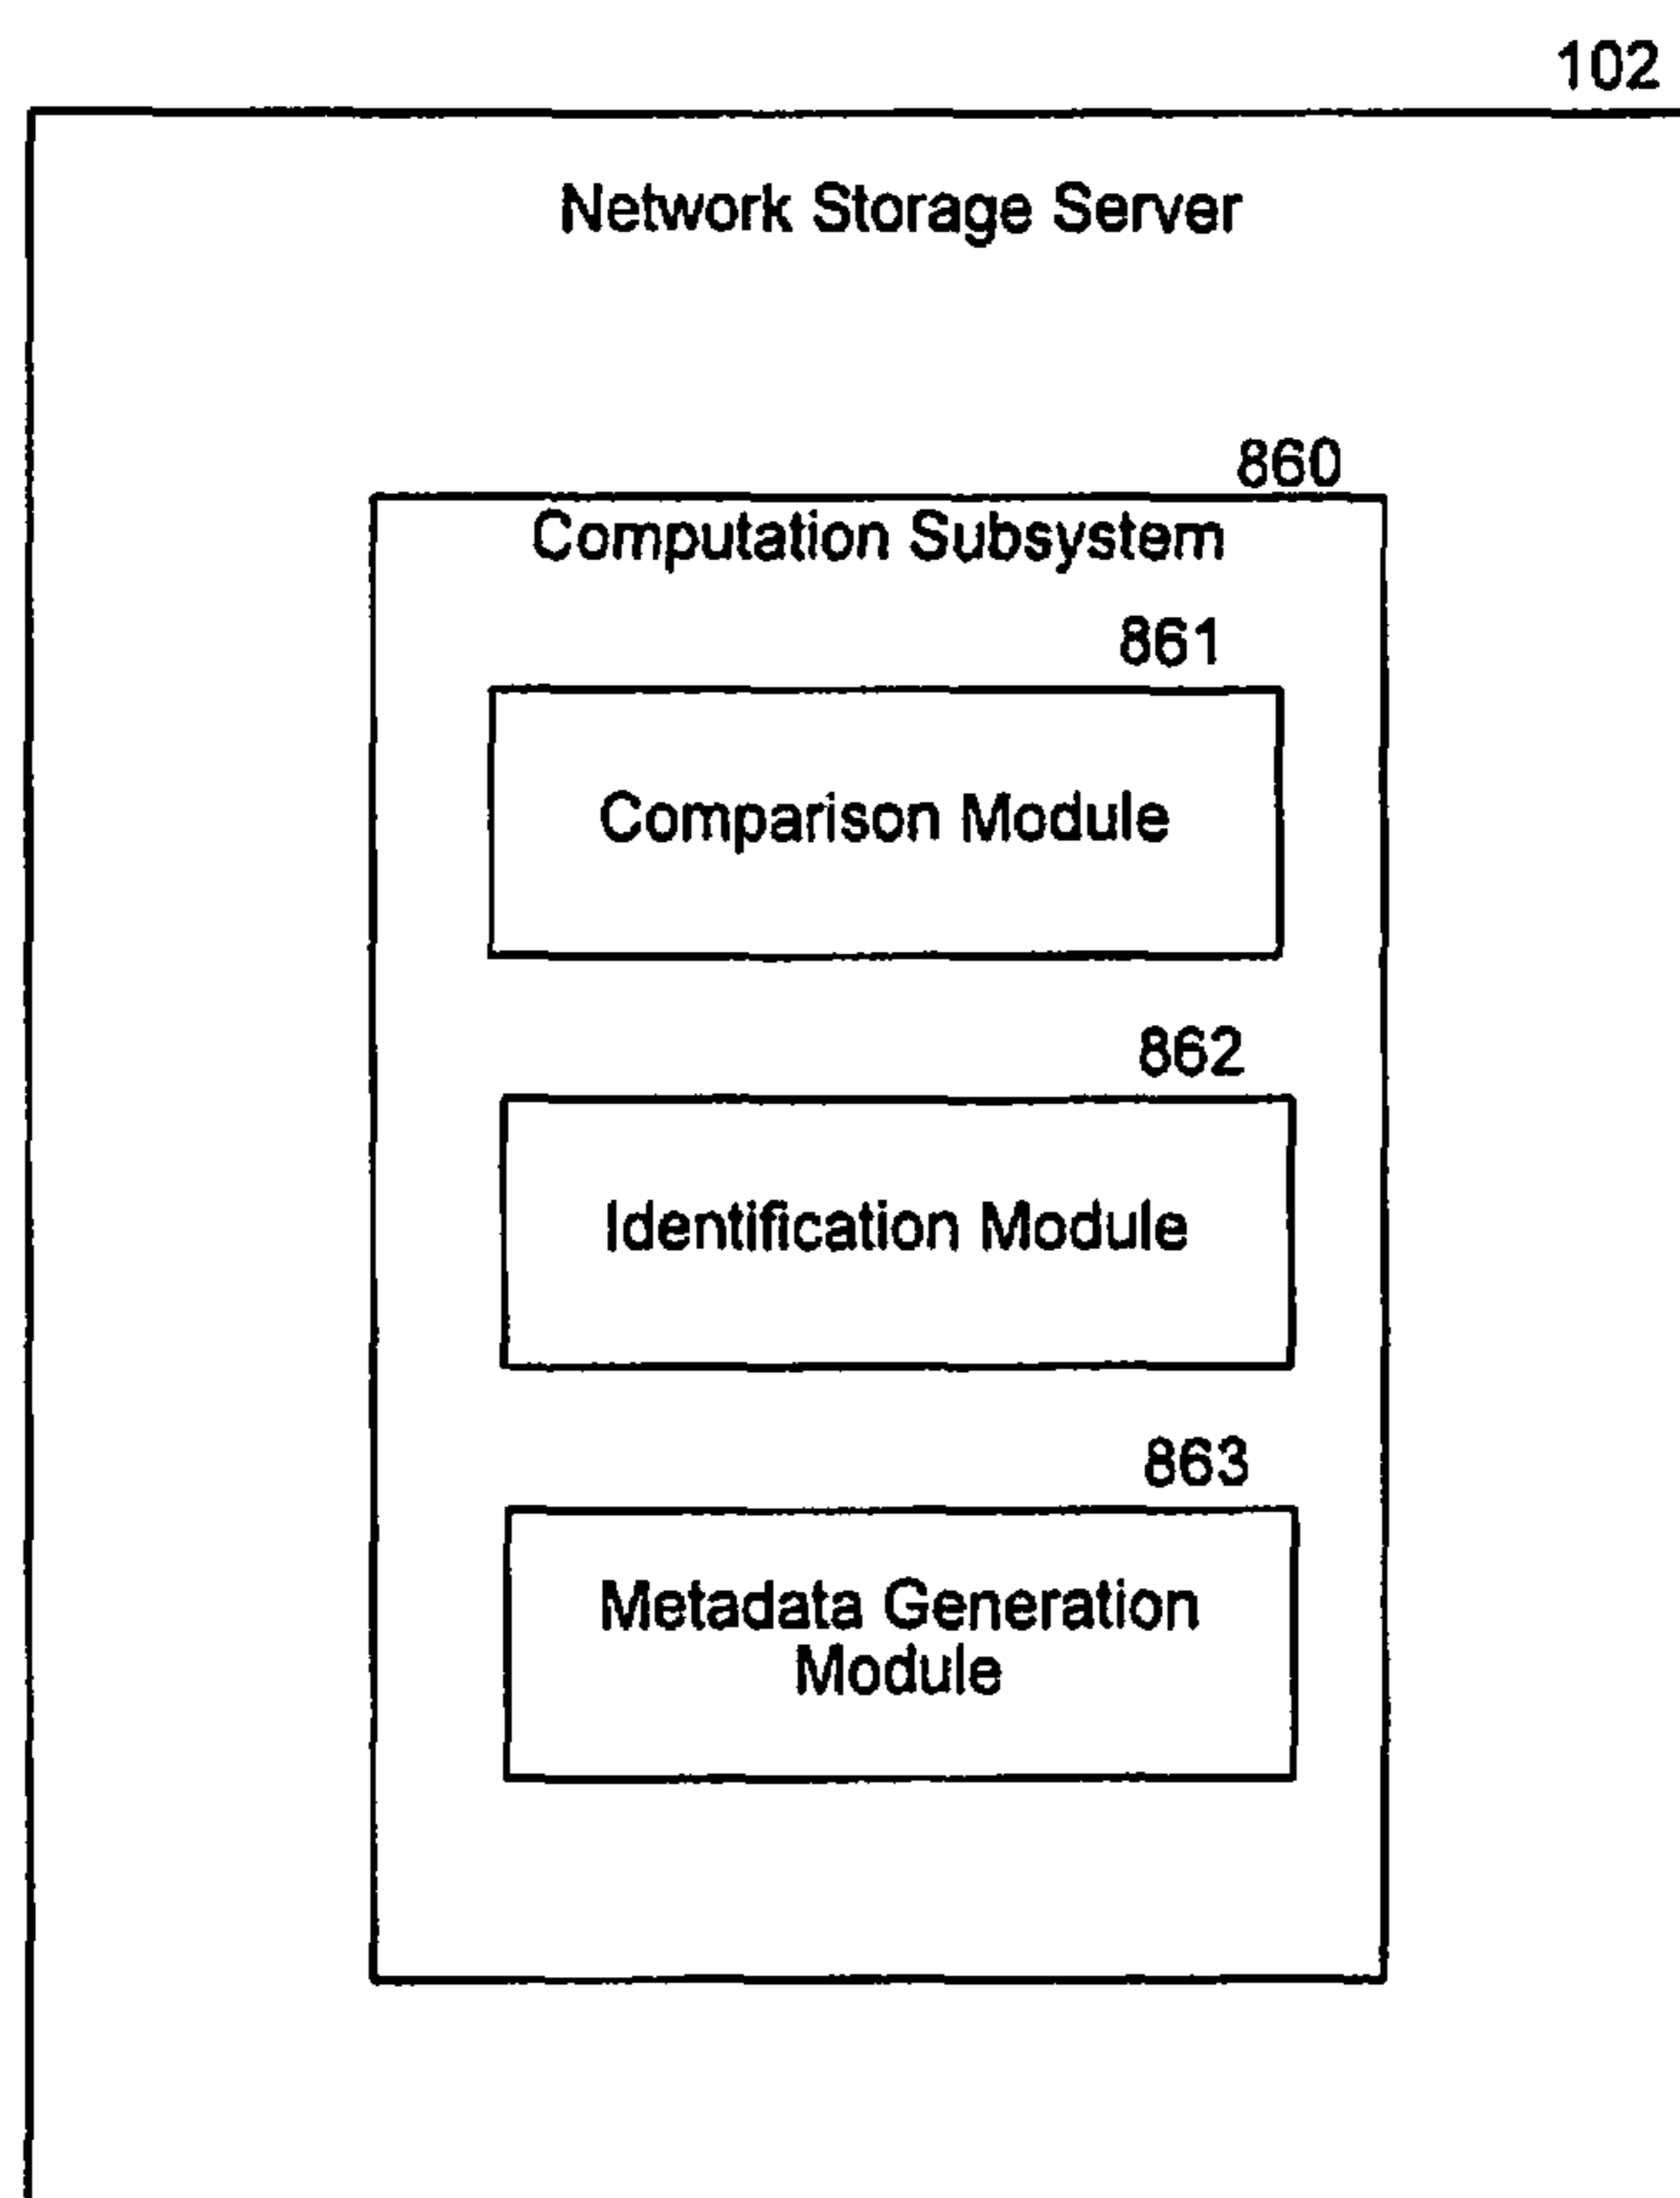 102
Network Storage Server
860
Computation Subsystem
861
Comparison Module
862
Identification Module
863
Metadata Generation
Module